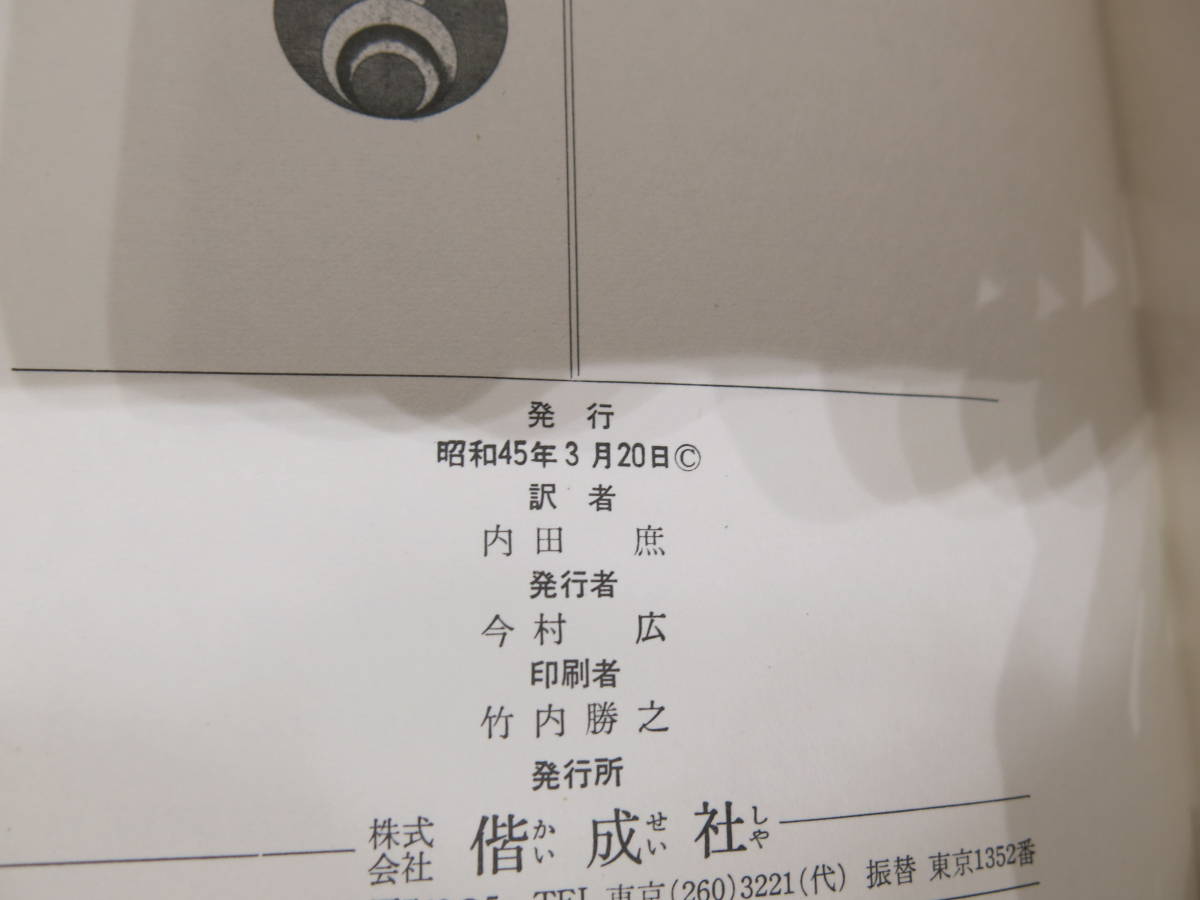 発行
昭和45年3月20日©
訳者
内田 庶
発行者
今村 広
印刷者
竹内勝之
発行所
株式会社 偕成社
かい せい しゃ
TEL 東京(260)3221(代) 振替 東京1352番